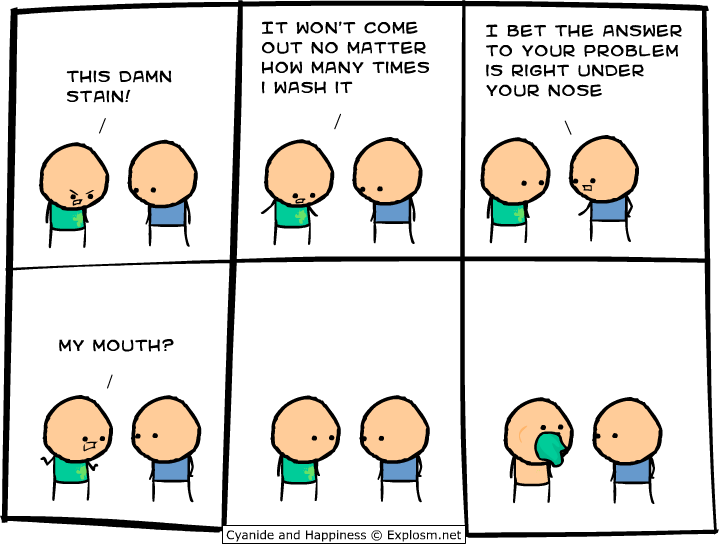 THIS DAMN
STAIN!
IT WON'T COME
OUT NO MATTER
HOW MANY TIMES
I WASH IT
I BET THE ANSWER
TO YOUR PROBLEM
IS RIGHT UNDER
YOUR NOSE
MY MOUTH?
Cyanide and Happiness © Explosm.net